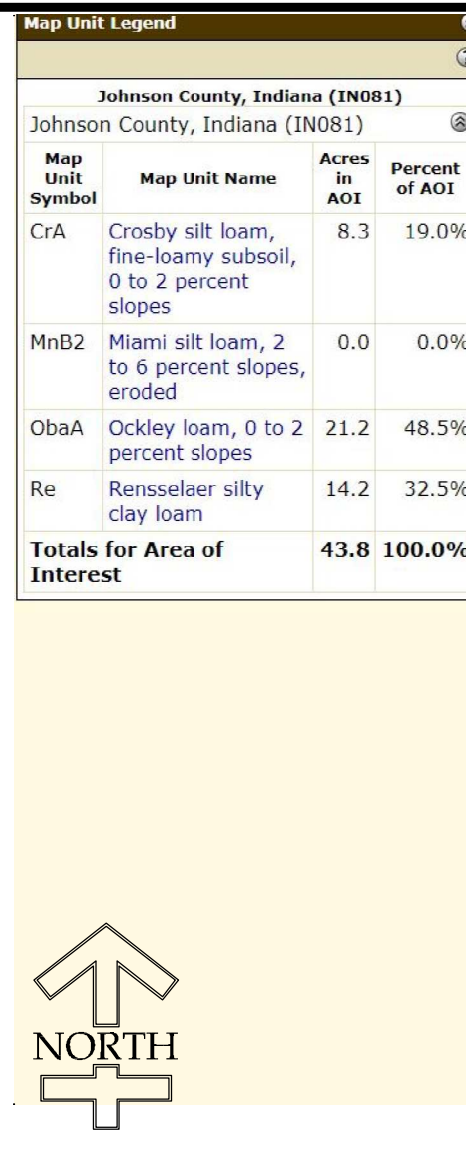 Map Unit Legend
Johnson County, Indiana (IN081)
Johnson County, Indiana (IN081)
Map Unit Symbol Map Unit Name Acres in AOI Percent of AOI
CrA Crosby silt loam, 8.3 19.0%
fine-loamy subsoil,
0 to 2 percent
slopes
MnB2 Miami silt loam, 2 0.0 0.0%
to 6 percent slopes,
eroded
ObaA Ockley loam, 0 to 2 21.2 48.5%
percent slopes
Re Rensselaer silty 14.2 32.5%
clay loam
Totals for Area of 43.8 100.0%
Interest
NORTH